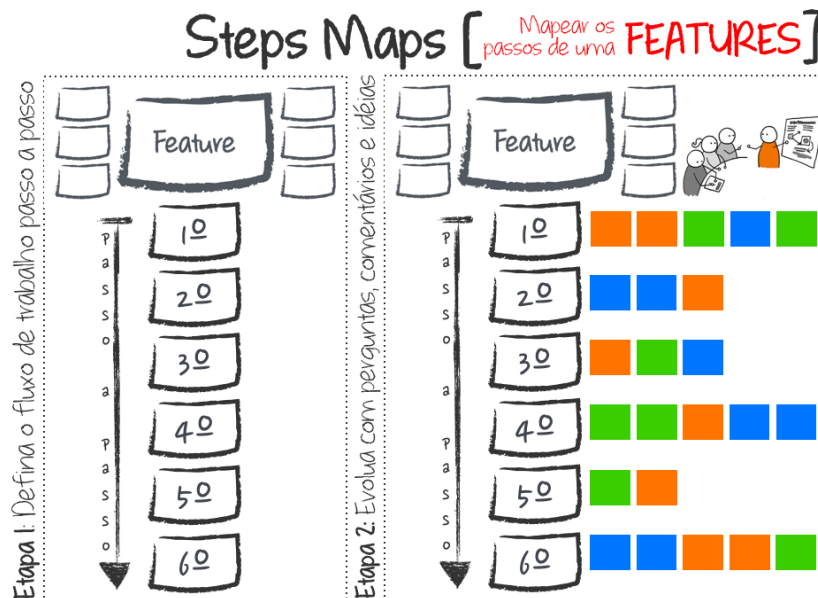 Steps Maps [ Mapear os
passos de uma FEATURES]
Etapa 1: Defina o fluxo de trabalho passo a passo
Feature
passo a passo
1º
2º
3º
4º
5º
6º
Etapa 2: Evolua com perguntas, comentários e idéias
Feature
passo a passo
1º
2º
3º
4º
5º
6º